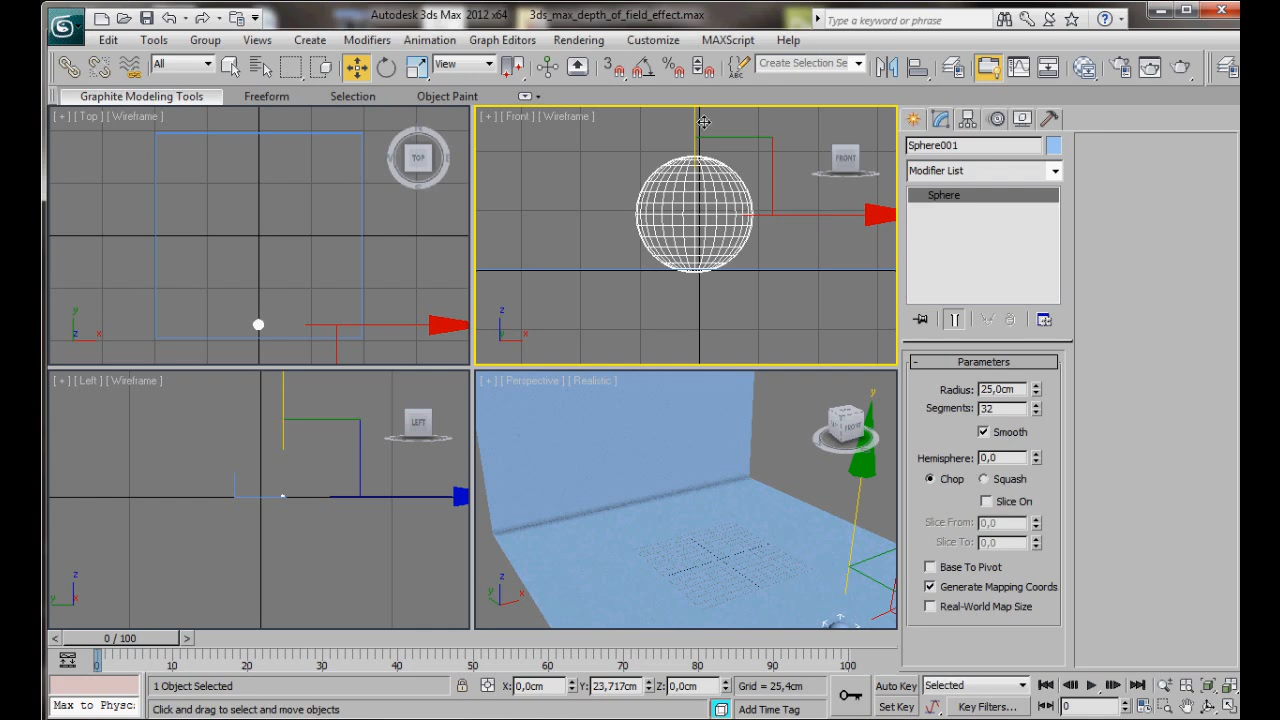 Autodesk 3ds Max 2012 x64 3ds_max_depth_of_field_effect.max Type a keyword or phrase
Edit Tools Group Views Create Modifiers Animation Graph Editors Rendering Customize MAXScript Help
All View 3 Create Selection Se
Graphite Modeling Tools Freeform Selection Object Paint
[ + ] [ Top ] [ Wireframe ] [ + ] [ Front ] [ Wireframe ]
TOP FRONT
Sphere001
Modifier List
Sphere
y z x z x
[ + ] [ Left ] [ Wireframe ] [ + ] [ Perspective ] [ Realistic ]
LEFT FRONT
y
z y z y x
Parameters
Radius: 25,0cm
Segments: 32
Smooth
Hemisphere: 0,0
Chop Squash
Slice On
Slice From: 0,0
Slice To: 0,0
Base To Pivot
Generate Mapping Coords
Real-World Map Size
0 / 100
0 10 20 30 40 50 60 70 80 90 100
1 Object Selected X: 0,0cm Y: 23,717cm Z: 0,0cm Grid = 25,4cm Auto Key Selected
Max to Physc: Click and drag to select and move objects Add Time Tag Set Key Key Filters... 0